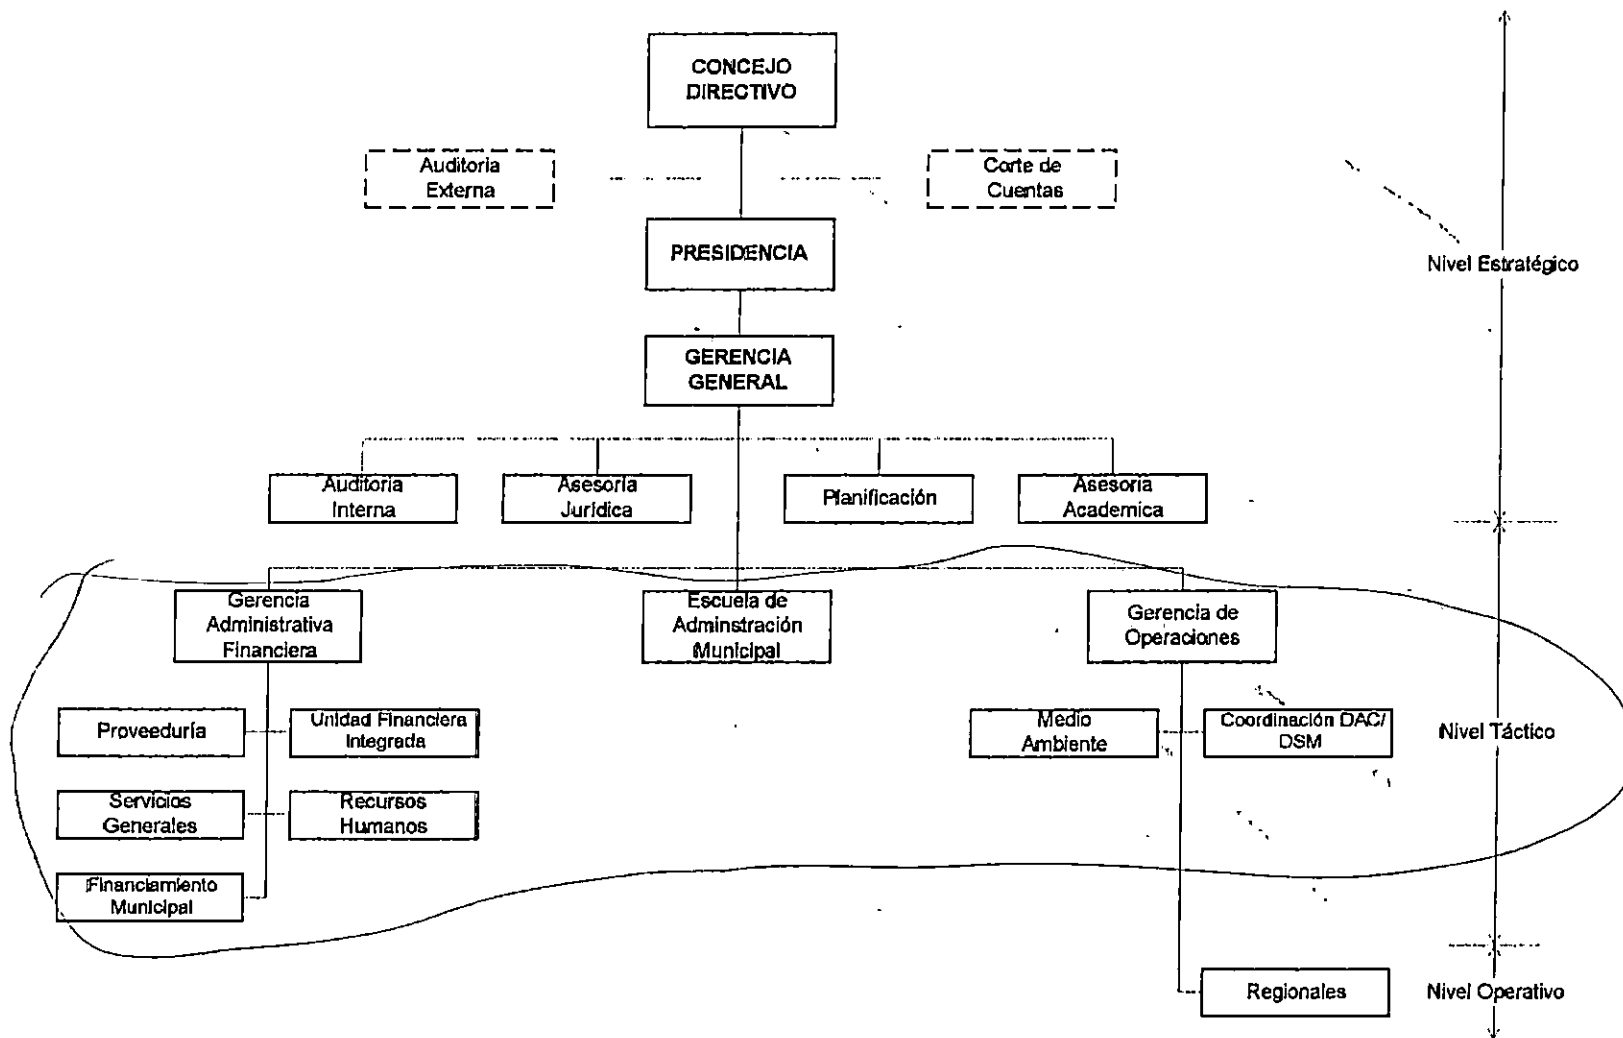 CONCEJO
DIRECTIVO
Auditoria
Externa
Corte de
Cuentas
PRESIDENCIA
Nivel Estratégico
GERENCIA
GENERAL
Auditoria
Interna
Asesoría
Jurídica
Planificación
Asesoria
Academica
Gerencia
Administrativa
Financiera
Escuela de
Adminstración
Municipal
Gerencia de
Operaciones
Proveeduría
Unidad Financiera
Integrada
Medio
Ambiente
Coordinación DAC/
DSM
Nivel Táctico
Servicios
Generales
Recursos
Humanos
Financiamiento
Municipal
Regionales
Nivel Operativo